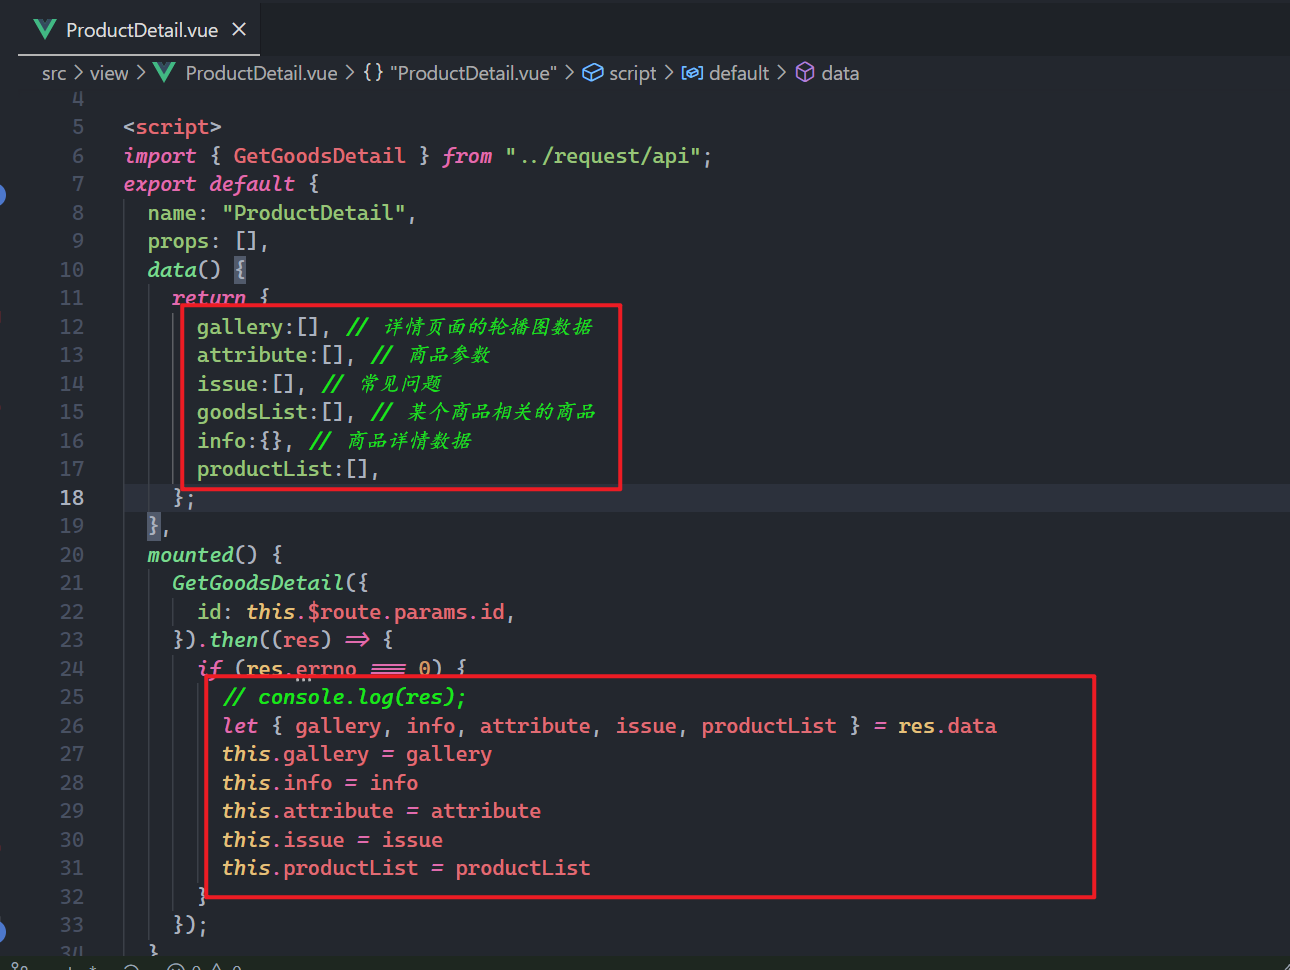 ProductDetail.vue ×
src > view > ProductDetail.vue > {} "ProductDetail.vue" > script > default > data
4
5 <script>
6 import { GetGoodsDetail } from "../request/api";
7 export default {
8 name: "ProductDetail",
9 props: [],
10 data() {
11 return {
12 gallery:[], // 详情页面的轮播图数据
13 attribute:[], // 商品参数
14 issue:[], // 常见问题
15 goodsList:[], // 某个商品相关的商品
16 info:{}, // 商品详情数据
17 productList:[],
18 };
19 },
20 mounted() {
21 GetGoodsDetail({
22 id: this.$route.params.id,
23 }).then((res) => {
24 if (res.errno === 0) {
25 // console.log(res);
26 let { gallery, info, attribute, issue, productList } = res.data
27 this.gallery = gallery
28 this.info = info
29 this.attribute = attribute
30 this.issue = issue
31 this.productList = productList
32 }
33 });
34 }